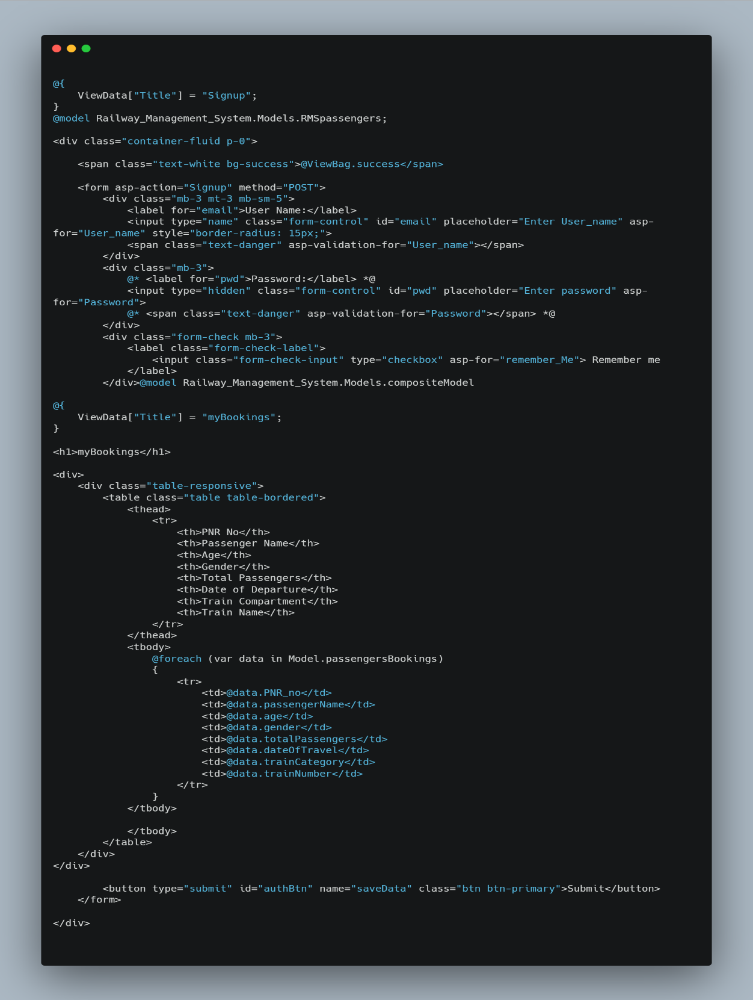 @{
    ViewData["Title"] = "Signup";
}
@model Railway_Management_System.Models.RMSpassengers;

<div class="container-fluid p-0">

    <span class="text-white bg-success">@ViewBag.success</span>

    <form asp-action="Signup" method="POST">
        <div class="mb-3 mt-3 mb-sm-5">
            <label for="email">User Name:</label>
            <input type="name" class="form-control" id="email" placeholder="Enter User_name" asp-
for="User_name" style="border-radius: 15px;">
            <span class="text-danger" asp-validation-for="User_name"></span>
        </div>
        <div class="mb-3">
            @* <label for="pwd">Password:</label> *@
            <input type="hidden" class="form-control" id="pwd" placeholder="Enter password" asp-
for="Password">
            @* <span class="text-danger" asp-validation-for="Password"></span> *@
        </div>
        <div class="form-check mb-3">
            <label class="form-check-label">
                <input class="form-check-input" type="checkbox" asp-for="remember_Me"> Remember me
            </label>
        </div>@model Railway_Management_System.Models.compositeModel

@{
    ViewData["Title"] = "myBookings";
}

<h1>myBookings</h1>

<div>
    <div class="table-responsive">
        <table class="table table-bordered">
            <thead>
                <tr>
                    <th>PNR No</th>
                    <th>Passenger Name</th>
                    <th>Age</th>
                    <th>Gender</th>
                    <th>Total Passengers</th>
                    <th>Date of Departure</th>
                    <th>Train Compartment</th>
                    <th>Train Name</th>
                </tr>
            </thead>
            <tbody>
                @foreach (var data in Model.passengersBookings)
                {
                    <tr>
                        <td>@data.PNR_no</td>
                        <td>@data.passengerName</td>
                        <td>@data.age</td>
                        <td>@data.gender</td>
                        <td>@data.totalPassengers</td>
                        <td>@data.dateOfTravel</td>
                        <td>@data.trainCategory</td>
                        <td>@data.trainNumber</td>
                    </tr>
                }
            </tbody>

            </tbody>
        </table>
    </div>
</div>

        <button type="submit" id="authBtn" name="saveData" class="btn btn-primary">Submit</button>
    </form>

</div>